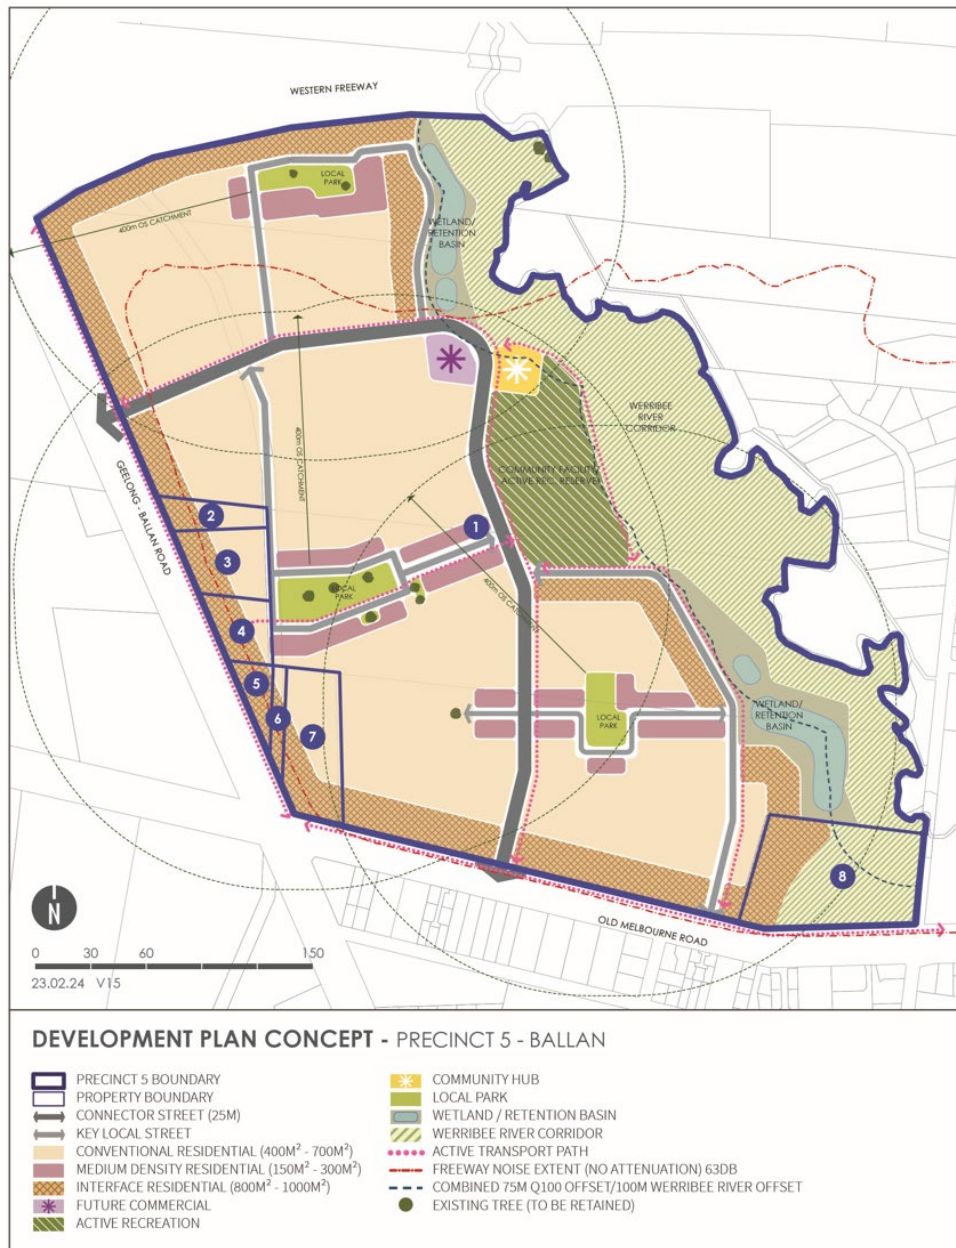 WESTERN FREEWAY
LOCAL
PARK
400m OS CATCHMENT
WETLAND/
RETENTION
BASIN
WERRIBEE
RIVER
CORRIDOR
400m OS CATCHMENT
COMMUNITY FACILITY/
ACTIVE REC. RESERVE
GEELONG - BALLAN ROAD
2
1
3
LOCAL
PARK
400m OS CATCHMENT
4
5
6
7
LOCAL
PARK
WETLAND/
RETENTION
BASIN
8
N
OLD MELBOURNE ROAD
0 30 60 150
23.02.24 V15
DEVELOPMENT PLAN CONCEPT - PRECINCT 5 - BALLAN
PRECINCT 5 BOUNDARY
PROPERTY BOUNDARY
CONNECTOR STREET (25M)
KEY LOCAL STREET
CONVENTIONAL RESIDENTIAL (400M² - 700M²)
MEDIUM DENSITY RESIDENTIAL (150M² - 300M²)
INTERFACE RESIDENTIAL (800M² - 1000M²)
FUTURE COMMERCIAL
ACTIVE RECREATION
COMMUNITY HUB
LOCAL PARK
WETLAND / RETENTION BASIN
WERRIBEE RIVER CORRIDOR
ACTIVE TRANSPORT PATH
FREEWAY NOISE EXTENT (NO ATTENUATION) 63DB
COMBINED 75M Q100 OFFSET/100M WERRIBEE RIVER OFFSET
EXISTING TREE (TO BE RETAINED)